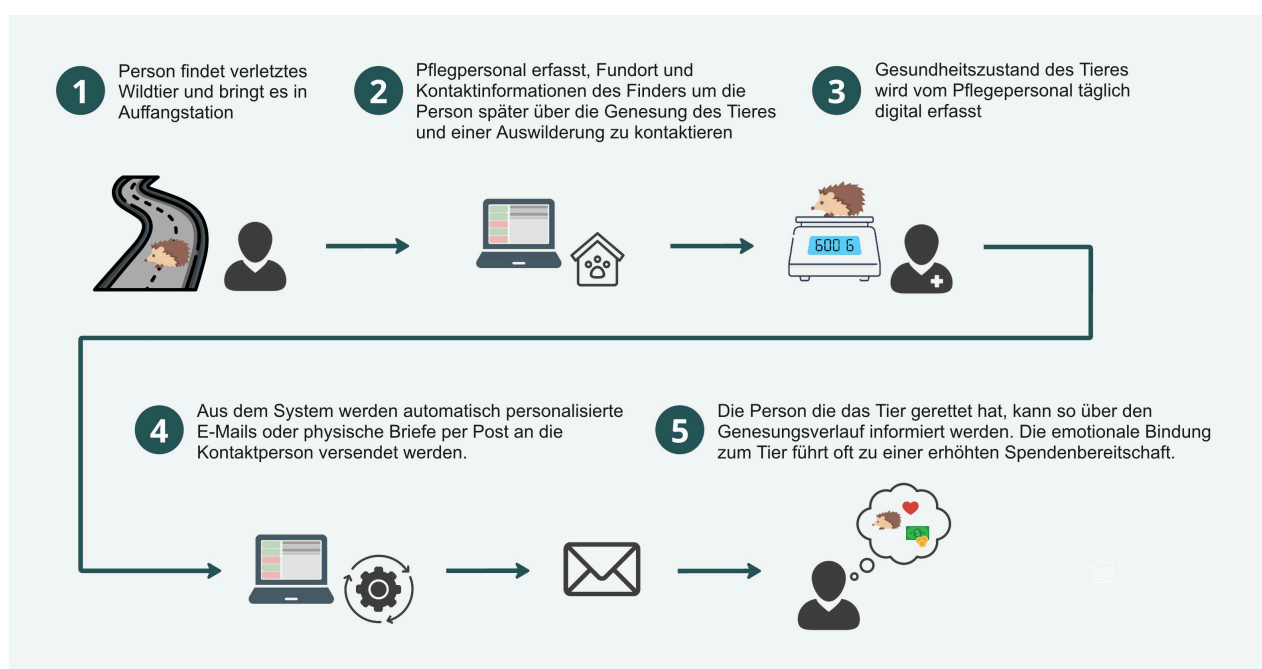 1
Person findet verletztes
Wildtier und bringt es in
Auffangstation
2
Pflegpersonal erfasst, Fundort und
Kontaktinformationen des Finders um die
Person später über die Genesung des Tieres
und einer Auswilderung zu kontaktieren
3
Gesundheitszustand des Tieres
wird vom Pflegepersonal täglich
digital erfasst
600 G
4
Aus dem System werden automatisch personalisierte
E-Mails oder physische Briefe per Post an die
Kontaktperson versendet werden.
5
Die Person die das Tier gerettet hat, kann so über den
Genesungsverlauf informiert werden. Die emotionale Bindung
zum Tier führt oft zu einer erhöhten Spendenbereitschaft.